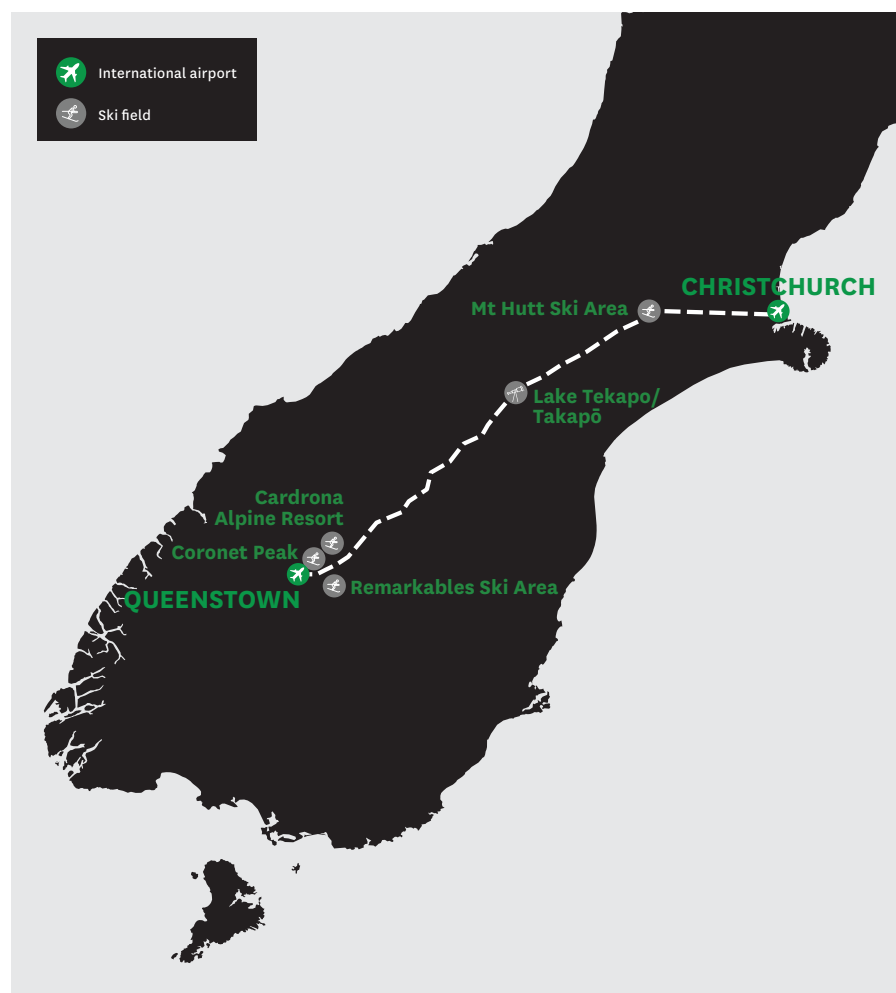 International airport
Ski field
CHRISTCHURCH
Mt Hutt Ski Area
Lake Tekapo/
Takapō
Cardrona
Alpine Resort
Coronet Peak
Remarkables Ski Area
QUEENSTOWN